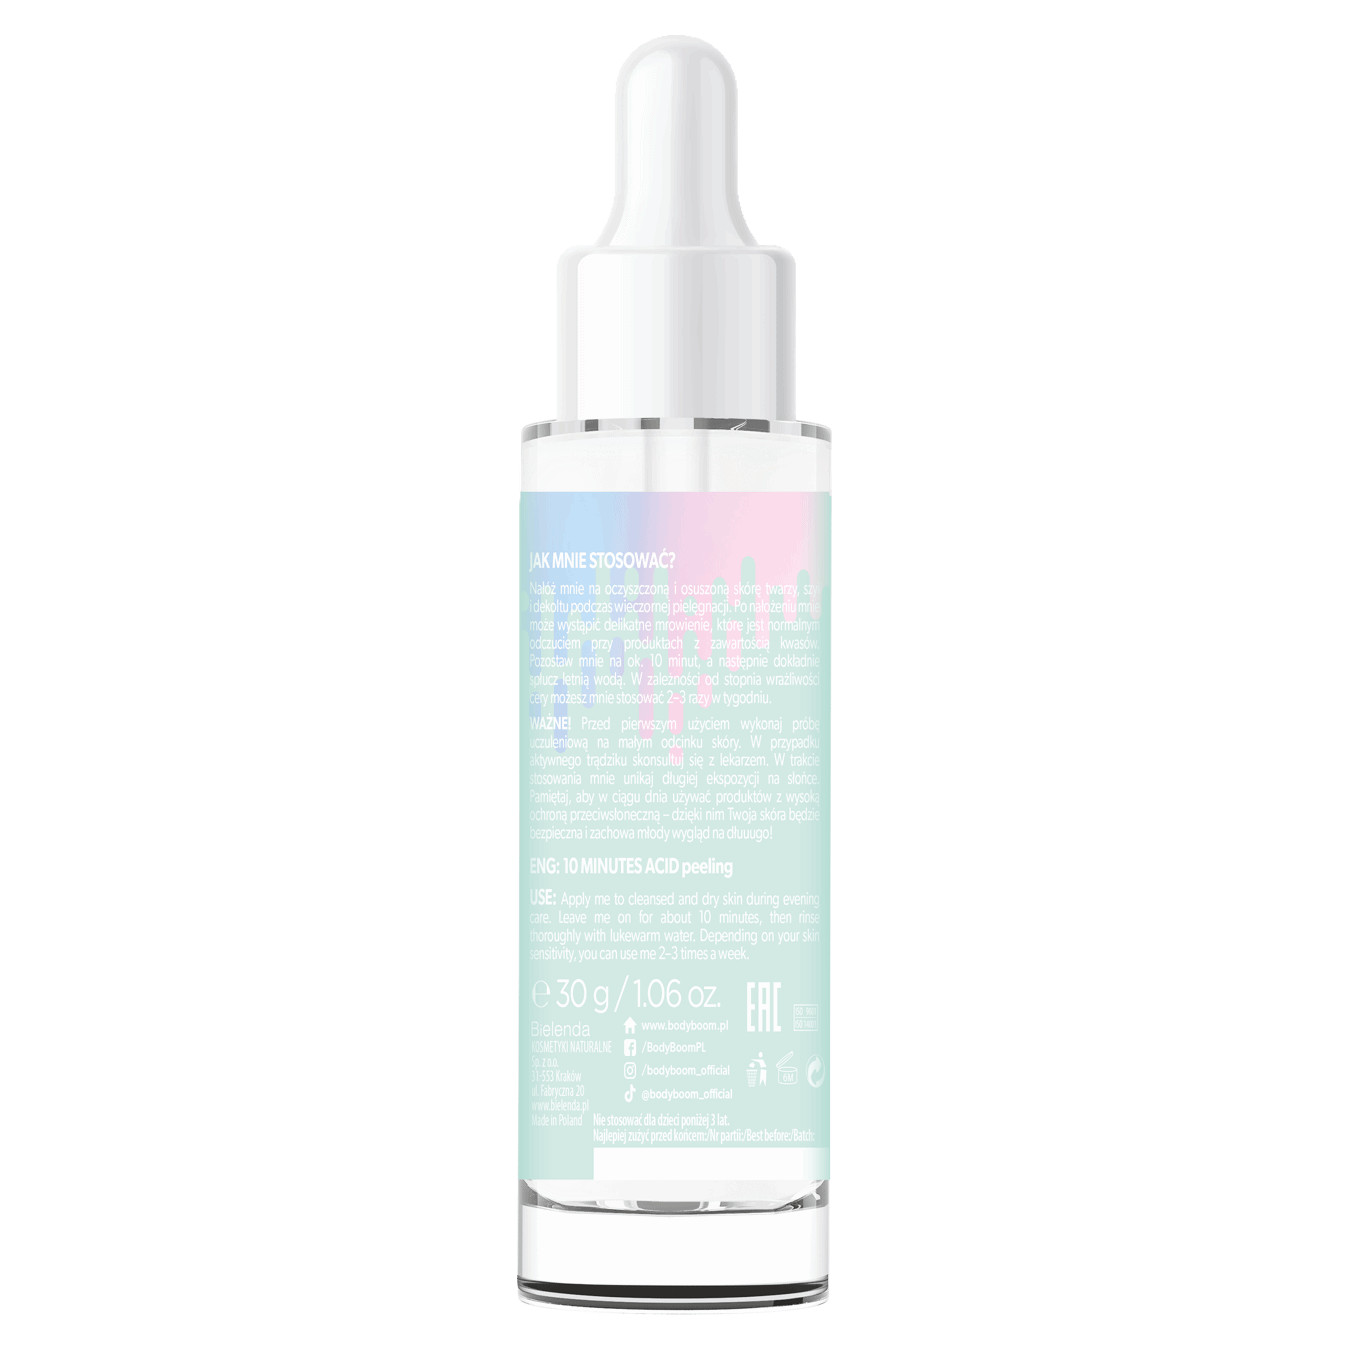 JAK MNIE STOSOWAĆ?
Nałóż mnie na oczyszczoną i osuszoną skórę twarzy, szyi
i dekoltu podczas wieczornej pielęgnacji. Po nałożeniu mnie
może wystąpić delikatne mrowienie, które jest normalnym
odczuciem przy produktach z zawartością kwasów.
Pozostaw mnie na ok. 10 minut, a następnie dokładnie
spłucz letnią wodą. W zależności od stopnia wrażliwości
cery możesz mnie stosować 2–3 razy w tygodniu.
WAŻNE! Przed pierwszym użyciem wykonaj próbę
uczuleniową na małym odcinku skóry. W przypadku
aktywnego trądziku skonsultuj się z lekarzem. W trakcie
stosowania mnie unikaj długiej ekspozycji na słońce.
Pamiętaj, aby w ciągu dnia używać produktów z wysoką
ochroną przeciwsłoneczną – dzięki nim Twoja skóra będzie
bezpieczna i zachowa młody wygląd na dłuuugo!
ENG: 10 MINUTES ACID peeling
USE: Apply me to cleansed and dry skin during evening
care. Leave me on for about 10 minutes, then rinse
thoroughly with lukewarm water. Depending on your skin
sensitivity, you can use me 2–3 times a week.
℮ 30 g / 1.06 oz.
EAC
Bielenda
KOSMETYKI NATURALNE
Sp. z o.o.
31-553 Kraków
ul. Fabryczna 20
www.bielenda.pl
Made in Poland
www.bodyboom.pl
/BodyBoomPL
/bodyboom_official
@bodyboom_official
6M
Nie stosować dla dzieci poniżej 3 lat.
Najlepiej zużyć przed końcem:/Nr partii:/Best before:/Batch: